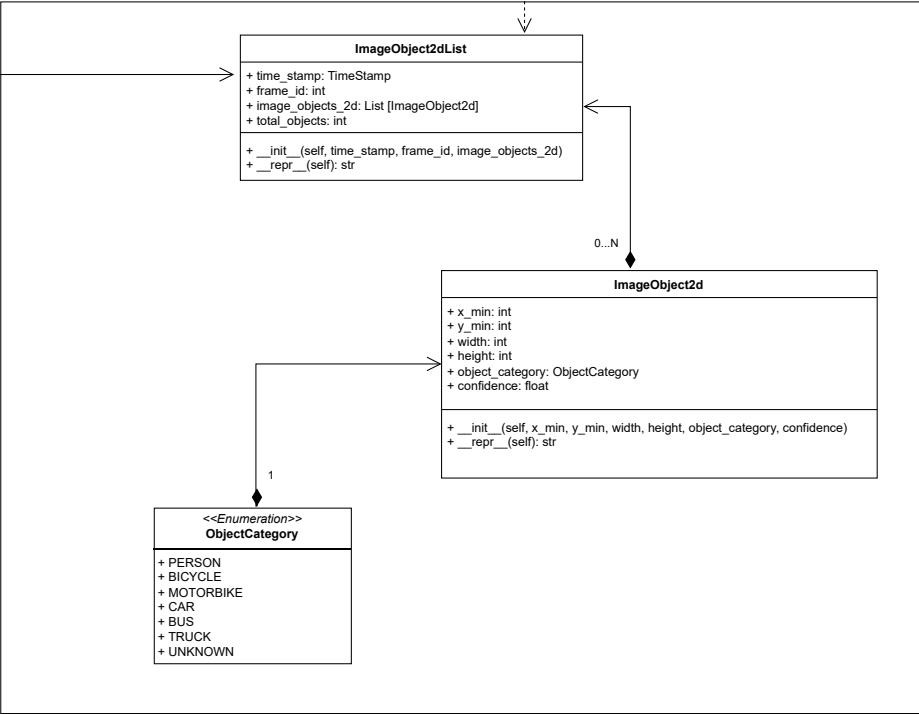 ImageObject2dList
+ time_stamp: TimeStamp
+ frame_id: int
+ image_objects_2d: List [ImageObject2d]
+ total_objects: int
+ __init__(self, time_stamp, frame_id, image_objects_2d)
+ __repr__(self): str
0...N
ImageObject2d
+ x_min: int
+ y_min: int
+ width: int
+ height: int
+ object_category: ObjectCategory
+ confidence: float
+ __init__(self, x_min, y_min, width, height, object_category, confidence)
+ __repr__(self): str
1
<<Enumeration>>
ObjectCategory
+ PERSON
+ BICYCLE
+ MOTORBIKE
+ CAR
+ BUS
+ TRUCK
+ UNKNOWN